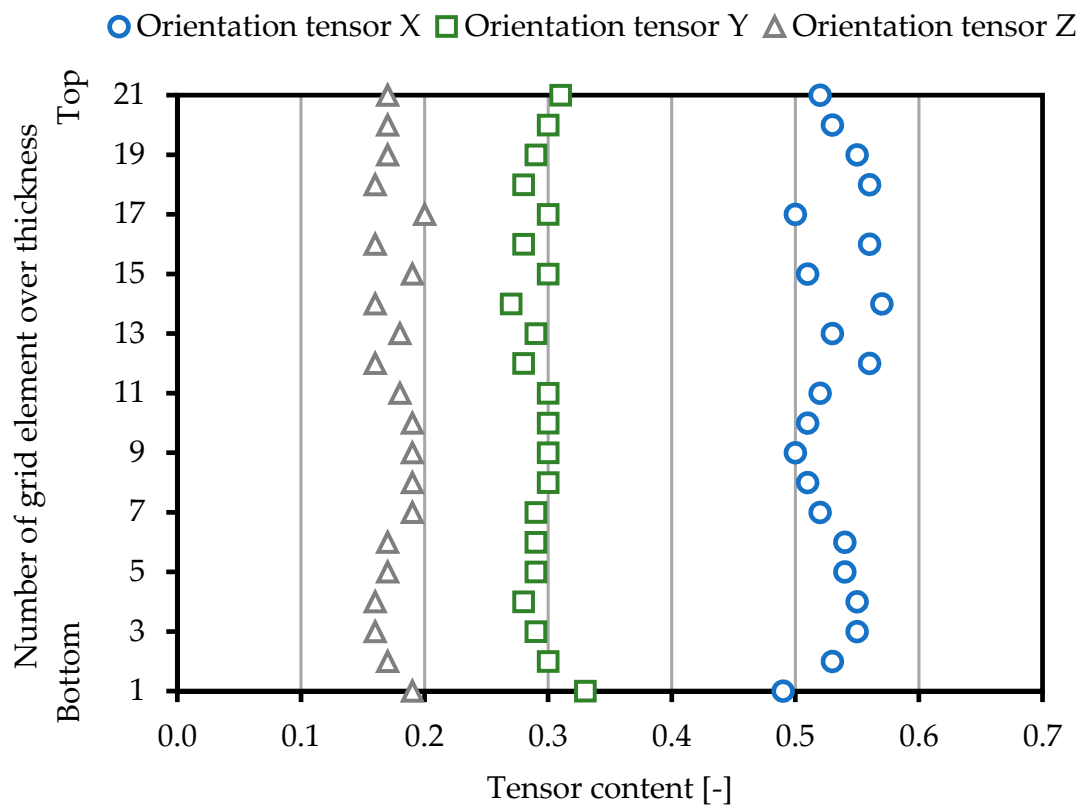 Orientation tensor X Orientation tensor Y Orientation tensor Z
Number of grid element over thickness
Bottom
Top
21
19
17
15
13
11
9
7
5
3
1
0.0 0.1 0.2 0.3 0.4 0.5 0.6 0.7
Tensor content [-]